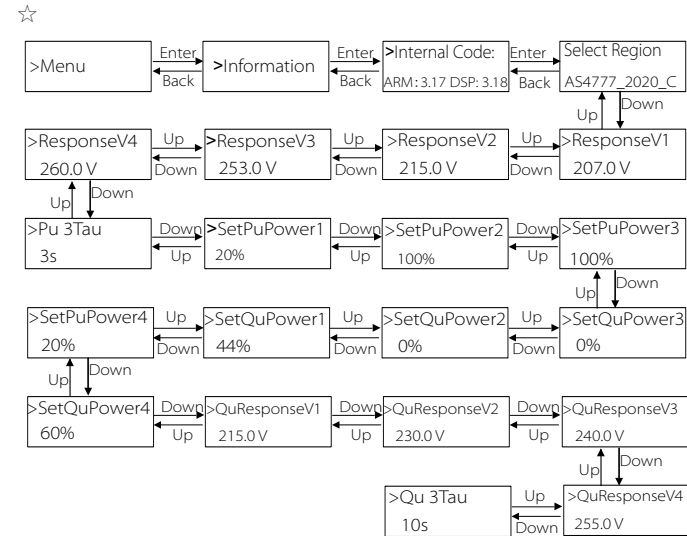 ☆
>Menu
Enter
Back
>Information
Enter
Back
>Internal Code:
ARM: 3.17 DSP: 3.18
Enter
Back
Select Region
AS4777_2020_C
Up
Down
>ResponseV4
260.0 V
Up
Down
>ResponseV3
253.0 V
Up
Down
>ResponseV2
215.0 V
Up
Down
>ResponseV1
207.0 V
Up
Down
>Pu 3Tau
3s
Down
Up
>SetPuPower1
20%
Down
Up
>SetPuPower2
100%
Down
Up
>SetPuPower3
100%
Up
Down
>SetPuPower4
20%
Up
Down
>SetQuPower1
44%
Up
Down
>SetQuPower2
0%
Up
Down
>SetQuPower3
0%
Up
Down
>SetQuPower4
60%
Down
Up
>QuResponseV1
215.0 V
Down
Up
>QuResponseV2
230.0 V
Down
Up
>QuResponseV3
240.0 V
Up
Down
>Qu 3Tau
10s
Up
Down
>QuResponseV4
255.0 V